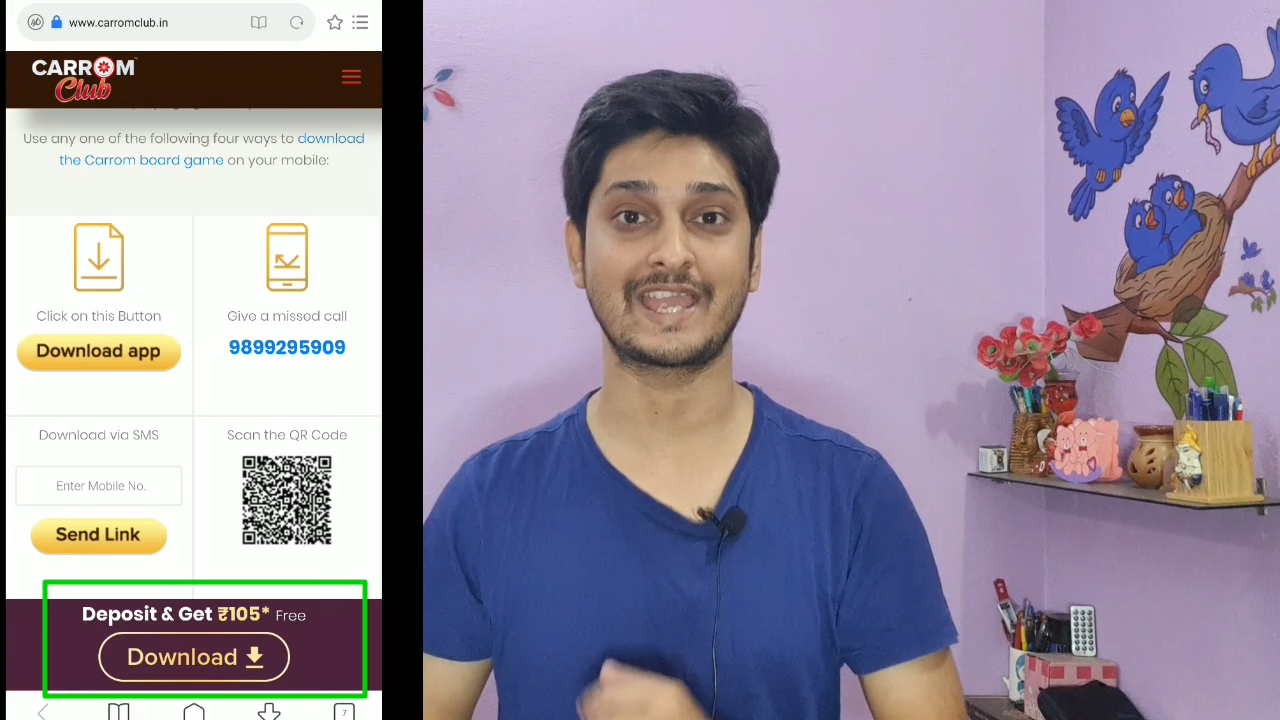 www.carromclub.in
CARROM
Club
Use any one of the following four ways to download
the Carrom board game on your mobile:
Click on this Button
Download app
Give a missed call
9899295909
Download via SMS
Enter Mobile No.
Send Link
Scan the QR Code
Deposit & Get ₹105* Free
Download
7